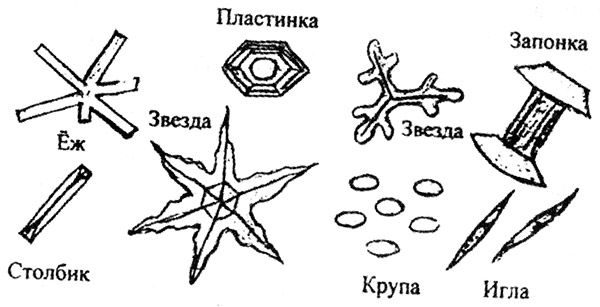 Пластинка
Запонка
Ёж
Звезда
Звезда
Столбик
Крупа
Игла